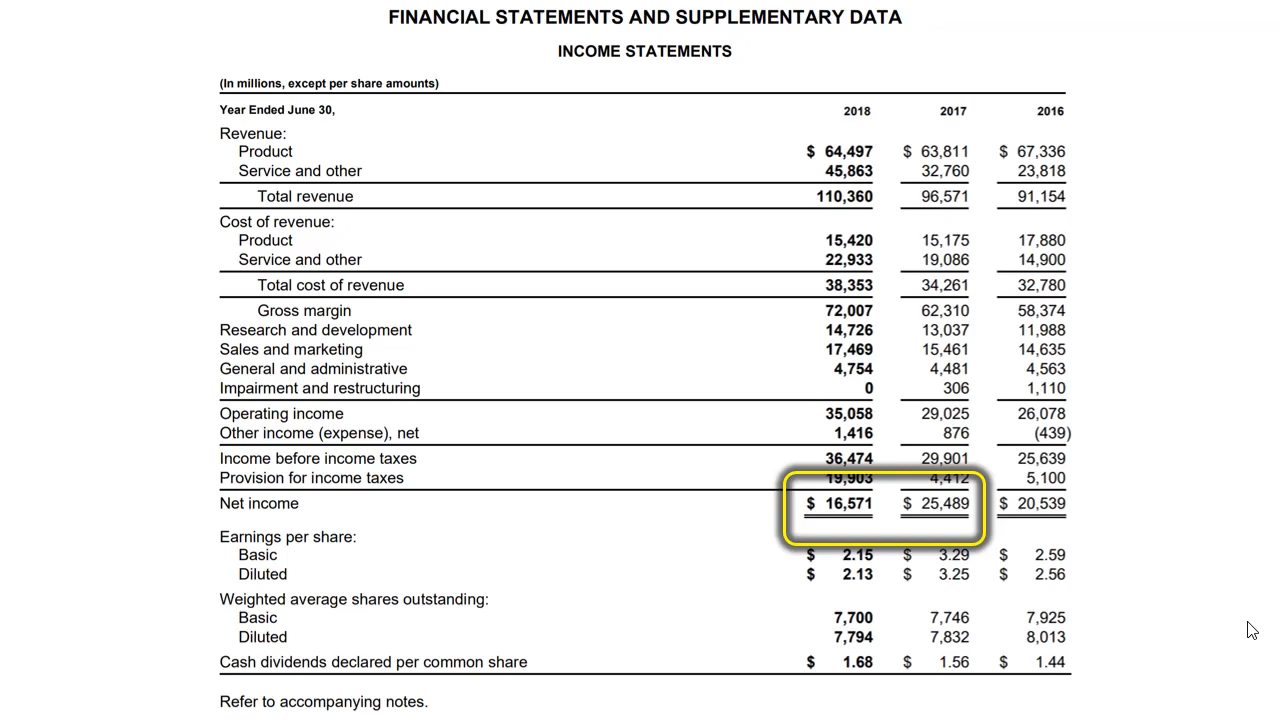 FINANCIAL STATEMENTS AND SUPPLEMENTARY DATA
INCOME STATEMENTS
(In millions, except per share amounts)
Year Ended June 30, 2018 2017 2016
Revenue:
Product $ 64,497 $ 63,811 $ 67,336
Service and other 45,863 32,760 23,818
Total revenue 110,360 96,571 91,154
Cost of revenue:
Product 15,420 15,175 17,880
Service and other 22,933 19,086 14,900
Total cost of revenue 38,353 34,261 32,780
Gross margin 72,007 62,310 58,374
Research and development 14,726 13,037 11,988
Sales and marketing 17,469 15,461 14,635
General and administrative 4,754 4,481 4,563
Impairment and restructuring 0 306 1,110
Operating income 35,058 29,025 26,078
Other income (expense), net 1,416 876 (439)
Income before income taxes 36,474 29,901 25,639
Provision for income taxes 19,903 4,412 5,100
Net income $ 16,571 $ 25,489 $ 20,539
Earnings per share:
Basic $ 2.15 $ 3.29 $ 2.59
Diluted $ 2.13 $ 3.25 $ 2.56
Weighted average shares outstanding:
Basic 7,700 7,746 7,925
Diluted 7,794 7,832 8,013
Cash dividends declared per common share $ 1.68 $ 1.56 $ 1.44
Refer to accompanying notes.